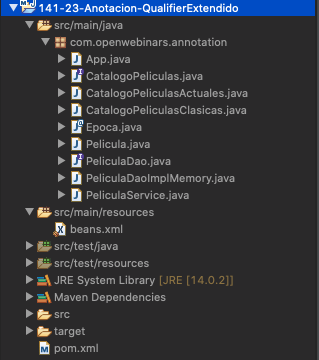 141-23-Anotacion-QualifierExtendido
src/main/java
com.openwebinars.annotation
App.java
CatalogoPeliculas.java
CatalogoPeliculasActuales.java
CatalogoPeliculasClasicas.java
Epoca.java
Pelicula.java
PeliculaDao.java
PeliculaDaoImplMemory.java
PeliculaService.java
src/main/resources
beans.xml
src/test/java
src/test/resources
JRE System Library [JRE [14.0.2]]
Maven Dependencies
src
target
pom.xml